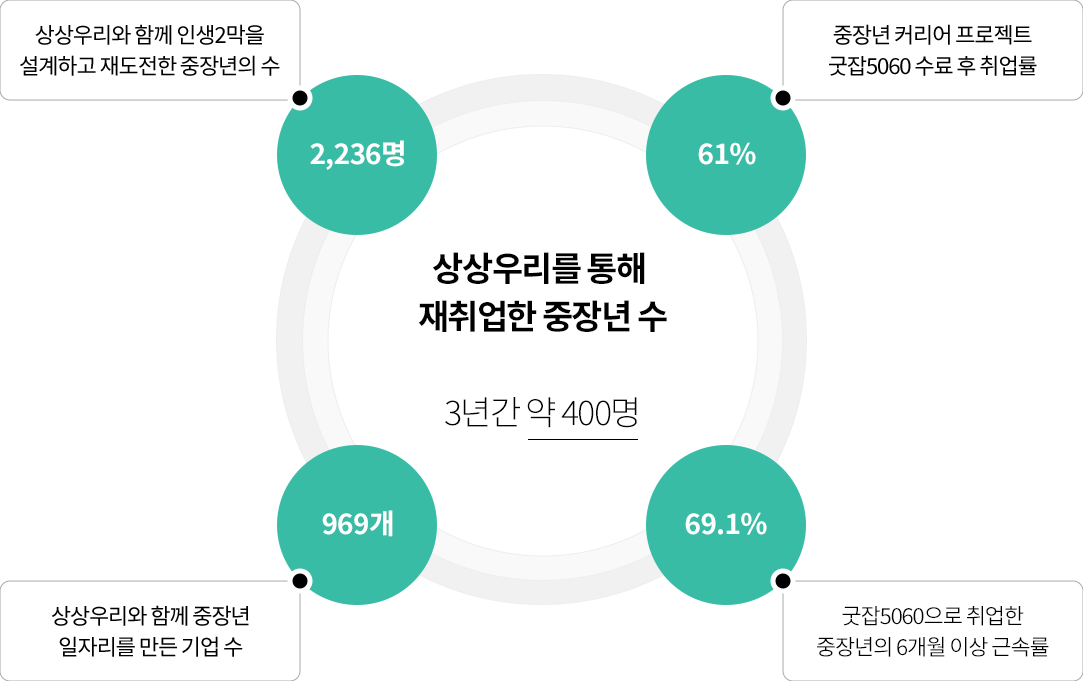 상상우리와 함께 인생2막을
설계하고 재도전한 중장년의 수
2,236명
중장년 커리어 프로젝트
굿잡5060 수료 후 취업률
61%
상상우리를 통해
재취업한 중장년 수
3년간 약 400명
969개
상상우리와 함께 중장년
일자리를 만든 기업 수
69.1%
굿잡5060으로 취업한
중장년의 6개월 이상 근속률